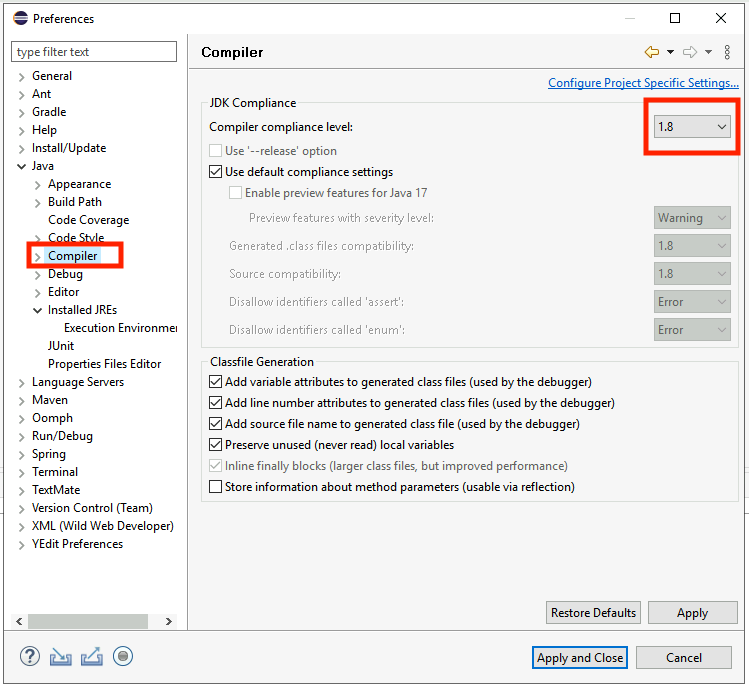 Preferences
type filter text
General
Ant
Gradle
Help
Install/Update
Java
Appearance
Build Path
Code Coverage
Code Style
Compiler
Debug
Editor
Installed JREs
Execution Environmer
JUnit
Properties Files Editor
Language Servers
Maven
Oomph
Run/Debug
Spring
Terminal
TextMate
Version Control (Team)
XML (Wild Web Developer)
YEdit Preferences
Compiler
Configure Project Specific Settings...
JDK Compliance
Compiler compliance level: 1.8
Use '--release' option
Use default compliance settings
Enable preview features for Java 17
Preview features with severity level: Warning
Generated .class files compatibility: 1.8
Source compatibility: 1.8
Disallow identifiers called 'assert': Error
Disallow identifiers called 'enum': Error
Classfile Generation
Add variable attributes to generated class files (used by the debugger)
Add line number attributes to generated class files (used by the debugger)
Add source file name to generated class file (used by the debugger)
Preserve unused (never read) local variables
Inline finally blocks (larger class files, but improved performance)
Store information about method parameters (usable via reflection)
Restore Defaults Apply
Apply and Close Cancel